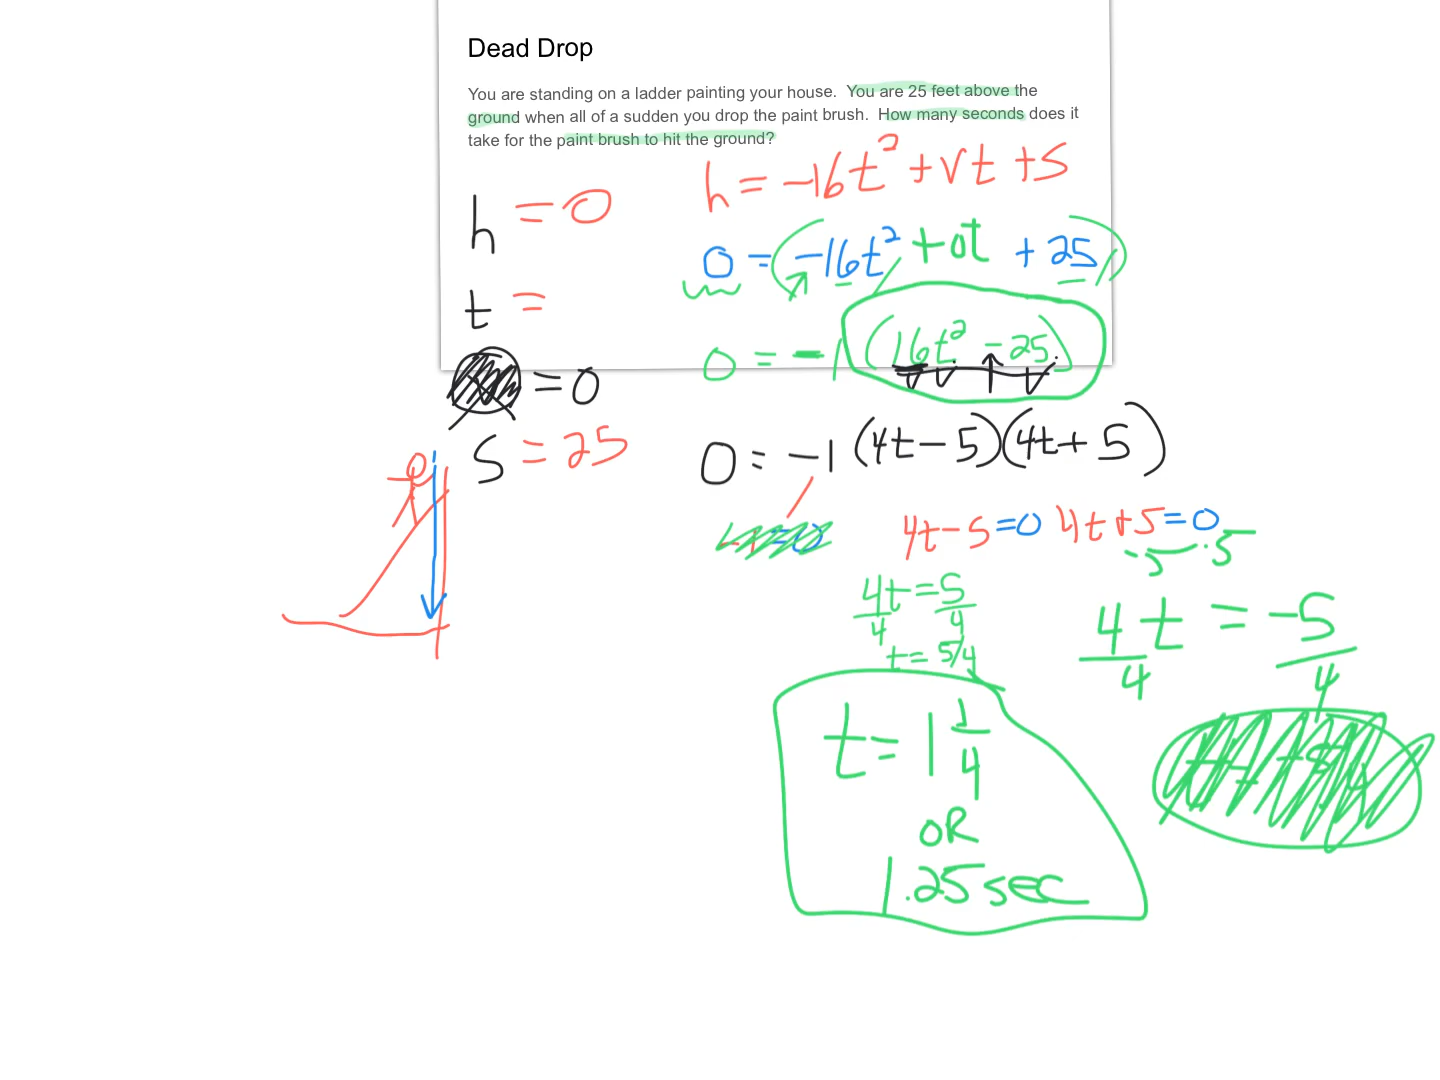 Dead Drop
You are standing on a ladder painting your house. You are 25 feet above the
ground when all of a sudden you drop the paint brush. How many seconds does it
take for the paint brush to hit the ground?
h = 0
h = -16t² + vt + s
0 = (-16t² + 0t + 25)
t =
0 = -1(16t² - 25)
= 0
s = 25
0 = -1(4t - 5)(4t + 5)
4t - 5 = 0
4t + 5 = 0
-5 -5
4t = 5
4 4
t = 5/4
4t = -5
4 4
t = 1 1/4
OR
1.25 sec